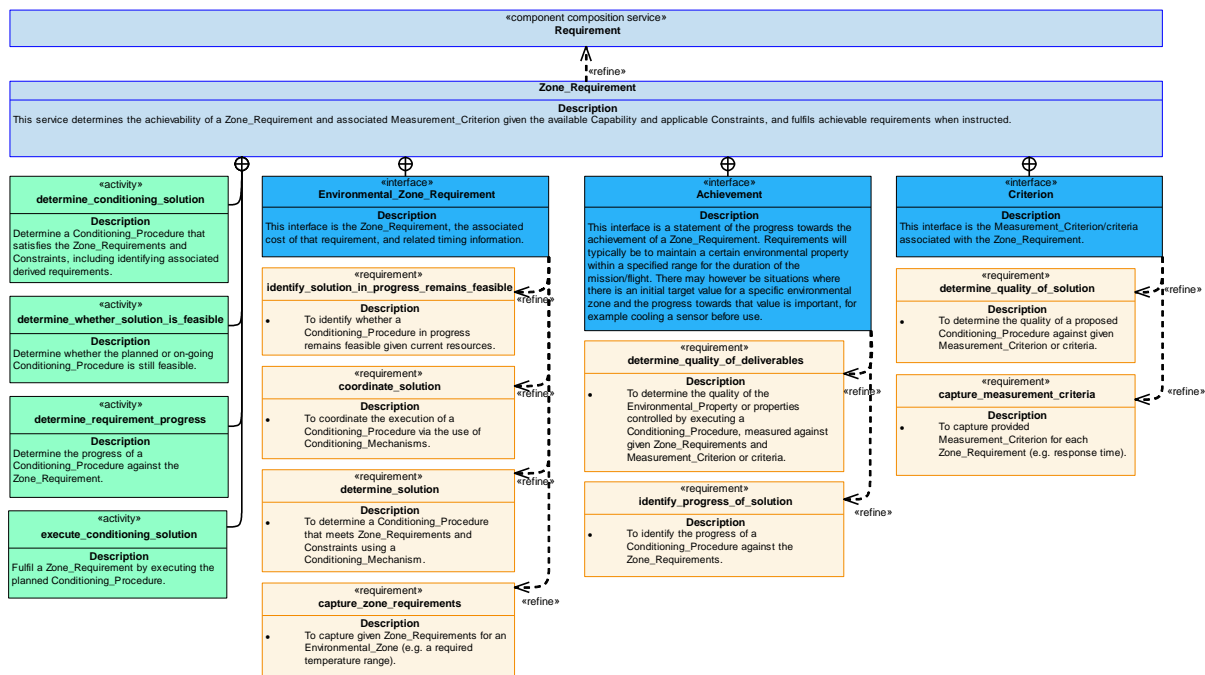 «component composition service»
Requirement
«refine»
Zone_Requirement
Description
This service determines the achievability of a Zone_Requirement and associated Measurement_Criterion given the available Capability and applicable Constraints, and fulfils achievable requirements when instructed.
«activity»
determine_conditioning_solution
Description
Determine a Conditioning_Procedure that
satisfies the Zone_Requirements and
Constraints, including identifying associated
derived requirements.
«activity»
determine_whether_solution_is_feasible
Description
Determine whether the planned or on-going
Conditioning_Procedure is still feasible.
«activity»
determine_requirement_progress
Description
Determine the progress of a
Conditioning_Procedure against the
Zone_Requirement.
«activity»
execute_conditioning_solution
Description
Fulfil a Zone_Requirement by executing the
planned Conditioning_Procedure.
«interface»
Environmental_Zone_Requirement
Description
This interface is the Zone_Requirement, the associated
cost of that requirement, and related timing information.
«requirement»
identify_solution_in_progress_remains_feasible
Description
• To identify whether a
Conditioning_Procedure in progress
remains feasible given current resources.
«refine»
«requirement»
coordinate_solution
Description
• To coordinate the execution of a
Conditioning_Procedure via the use of
Conditioning_Mechanisms.
«refine»
«requirement»
determine_solution
Description
• To determine a Conditioning_Procedure
that meets Zone_Requirements and
Constraints using a
Conditioning_Mechanism.
«refine»
«requirement»
capture_zone_requirements
Description
• To capture given Zone_Requirements for an
Environmental_Zone (e.g. a required
temperature range).
«refine»
«interface»
Achievement
Description
This interface is a statement of the progress towards the
achievement of a Zone_Requirement. Requirements will
typically be to maintain a certain environmental property
within a specified range for the duration of the
mission/flight. There may however be situations where
there is an initial target value for a specific environmental
zone and the progress towards that value is important, for
example cooling a sensor before use.
«requirement»
determine_quality_of_deliverables
Description
• To determine the quality of the
Environmental_Property or properties
controlled by executing a
Conditioning_Procedure, measured against
given Zone_Requirements and
Measurement_Criterion or criteria.
«refine»
«requirement»
identify_progress_of_solution
Description
• To identify the progress of a
Conditioning_Procedure against the
Zone_Requirements.
«refine»
«interface»
Criterion
Description
This interface is the Measurement_Criterion/criteria
associated with the Zone_Requirement.
«requirement»
determine_quality_of_solution
Description
• To determine the quality of a proposed
Conditioning_Procedure against given
Measurement_Criterion or criteria.
«refine»
«requirement»
capture_measurement_criteria
Description
• To capture provided
Measurement_Criterion for each
Zone_Requirement (e.g. response time).
«refine»